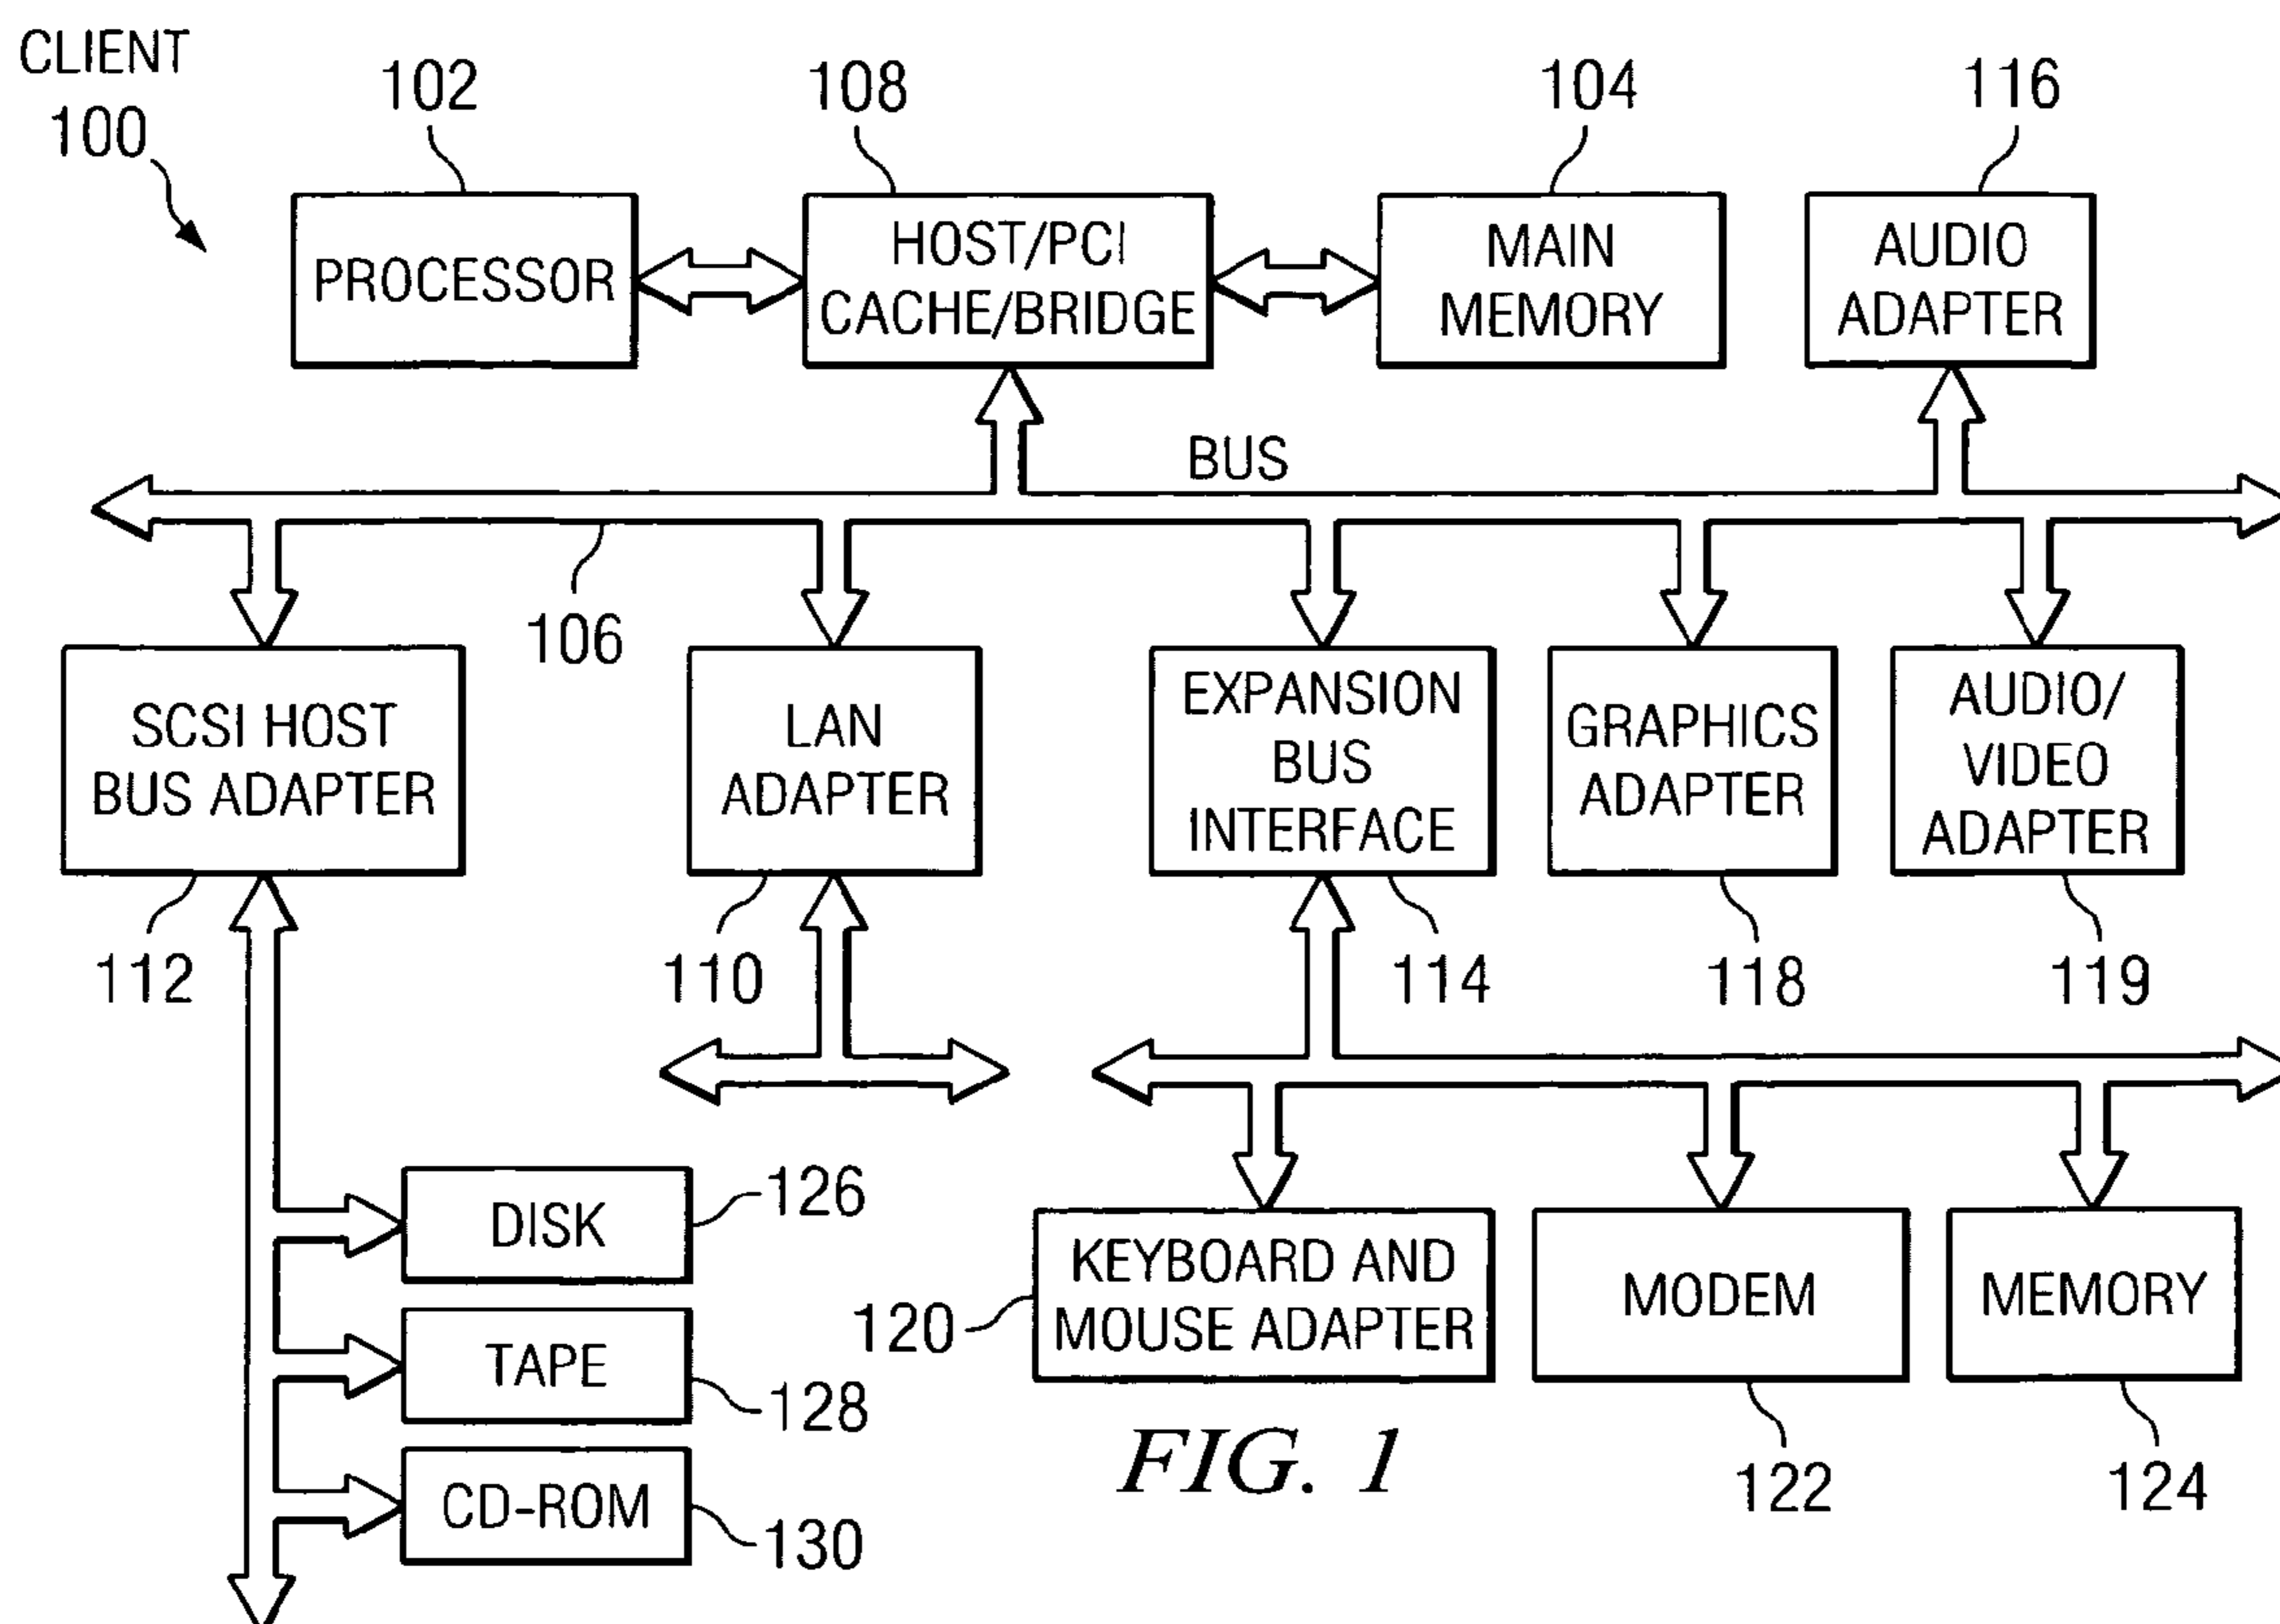 CLIENT
100
102
108
104
116
PROCESSOR
HOST/PCI
CACHE/BRIDGE
MAIN
MEMORY
AUDIO
ADAPTER
BUS
106
SCSI HOST
BUS ADAPTER
LAN
ADAPTER
EXPANSION
BUS
INTERFACE
GRAPHICS
ADAPTER
AUDIO/
VIDEO
ADAPTER
112
110
114
118
119
DISK
126
TAPE
128
CD-ROM
130
120
KEYBOARD AND
MOUSE ADAPTER
MODEM
MEMORY
122
124
FIG. 1